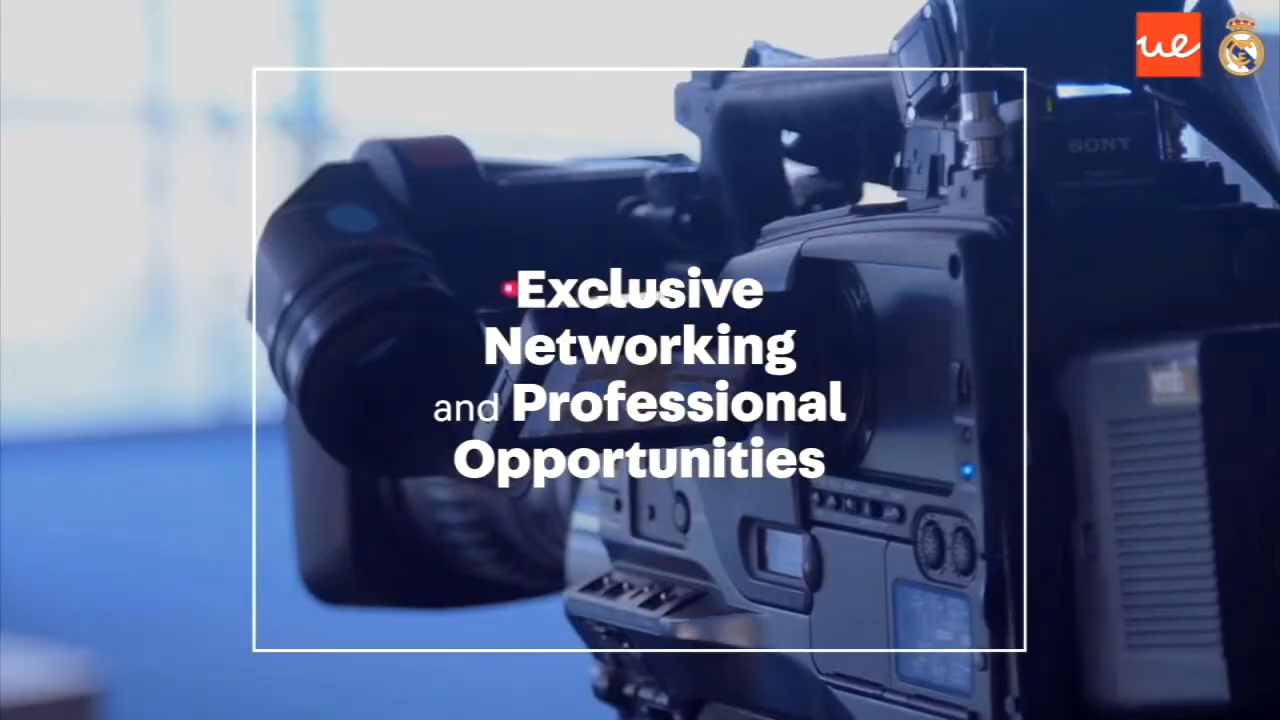 ue
SONY
Exclusive
Networking
and Professional
Opportunities